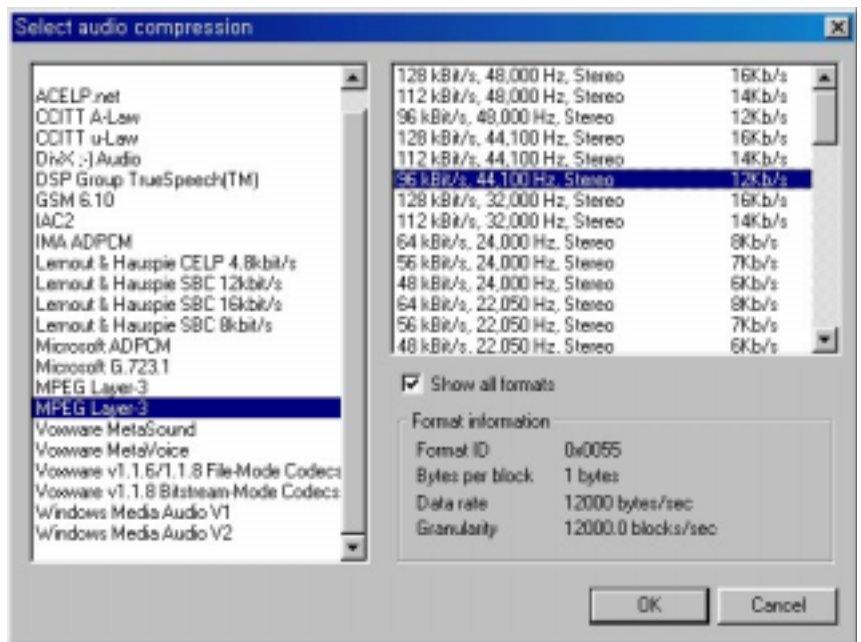 Select audio compression
ACELP.net
CCITT A-Law
CCITT u-Law
DivX ;-) Audio
DSP Group TrueSpeech(TM)
GSM 6.10
IAC2
IMA ADPCM
Lernout & Hauspie CELP 4.8kbit/s
Lernout & Hauspie SBC 12kbit/s
Lernout & Hauspie SBC 16kbit/s
Lernout & Hauspie SBC 8kbit/s
Microsoft ADPCM
Microsoft G.723.1
MPEG Layer-3
MPEG Layer-3
Voxware MetaSound
Voxware MetaVoice
Voxware v1.1.6/1.1.8 File-Mode Codecs
Voxware v1.1.8 Bitstream-Mode Codecs
Windows Media Audio V1
Windows Media Audio V2
128 kBit/s, 48,000 Hz, Stereo 16Kb/s
112 kBit/s, 48,000 Hz, Stereo 14Kb/s
96 kBit/s, 48,000 Hz, Stereo 12Kb/s
128 kBit/s, 44,100 Hz, Stereo 16Kb/s
112 kBit/s, 44,100 Hz, Stereo 14Kb/s
96 kBit/s, 44,100 Hz, Stereo 12Kb/s
128 kBit/s, 32,000 Hz, Stereo 16Kb/s
112 kBit/s, 32,000 Hz, Stereo 14Kb/s
64 kBit/s, 24,000 Hz, Stereo 8Kb/s
56 kBit/s, 24,000 Hz, Stereo 7Kb/s
48 kBit/s, 24,000 Hz, Stereo 6Kb/s
64 kBit/s, 22,050 Hz, Stereo 8Kb/s
56 kBit/s, 22,050 Hz, Stereo 7Kb/s
48 kBit/s, 22,050 Hz, Stereo 6Kb/s
Show all formats
Format information
Format ID 0x0055
Bytes per block 1 bytes
Data rate 12000 bytes/sec
Granularity 12000.0 blocks/sec
OK Cancel